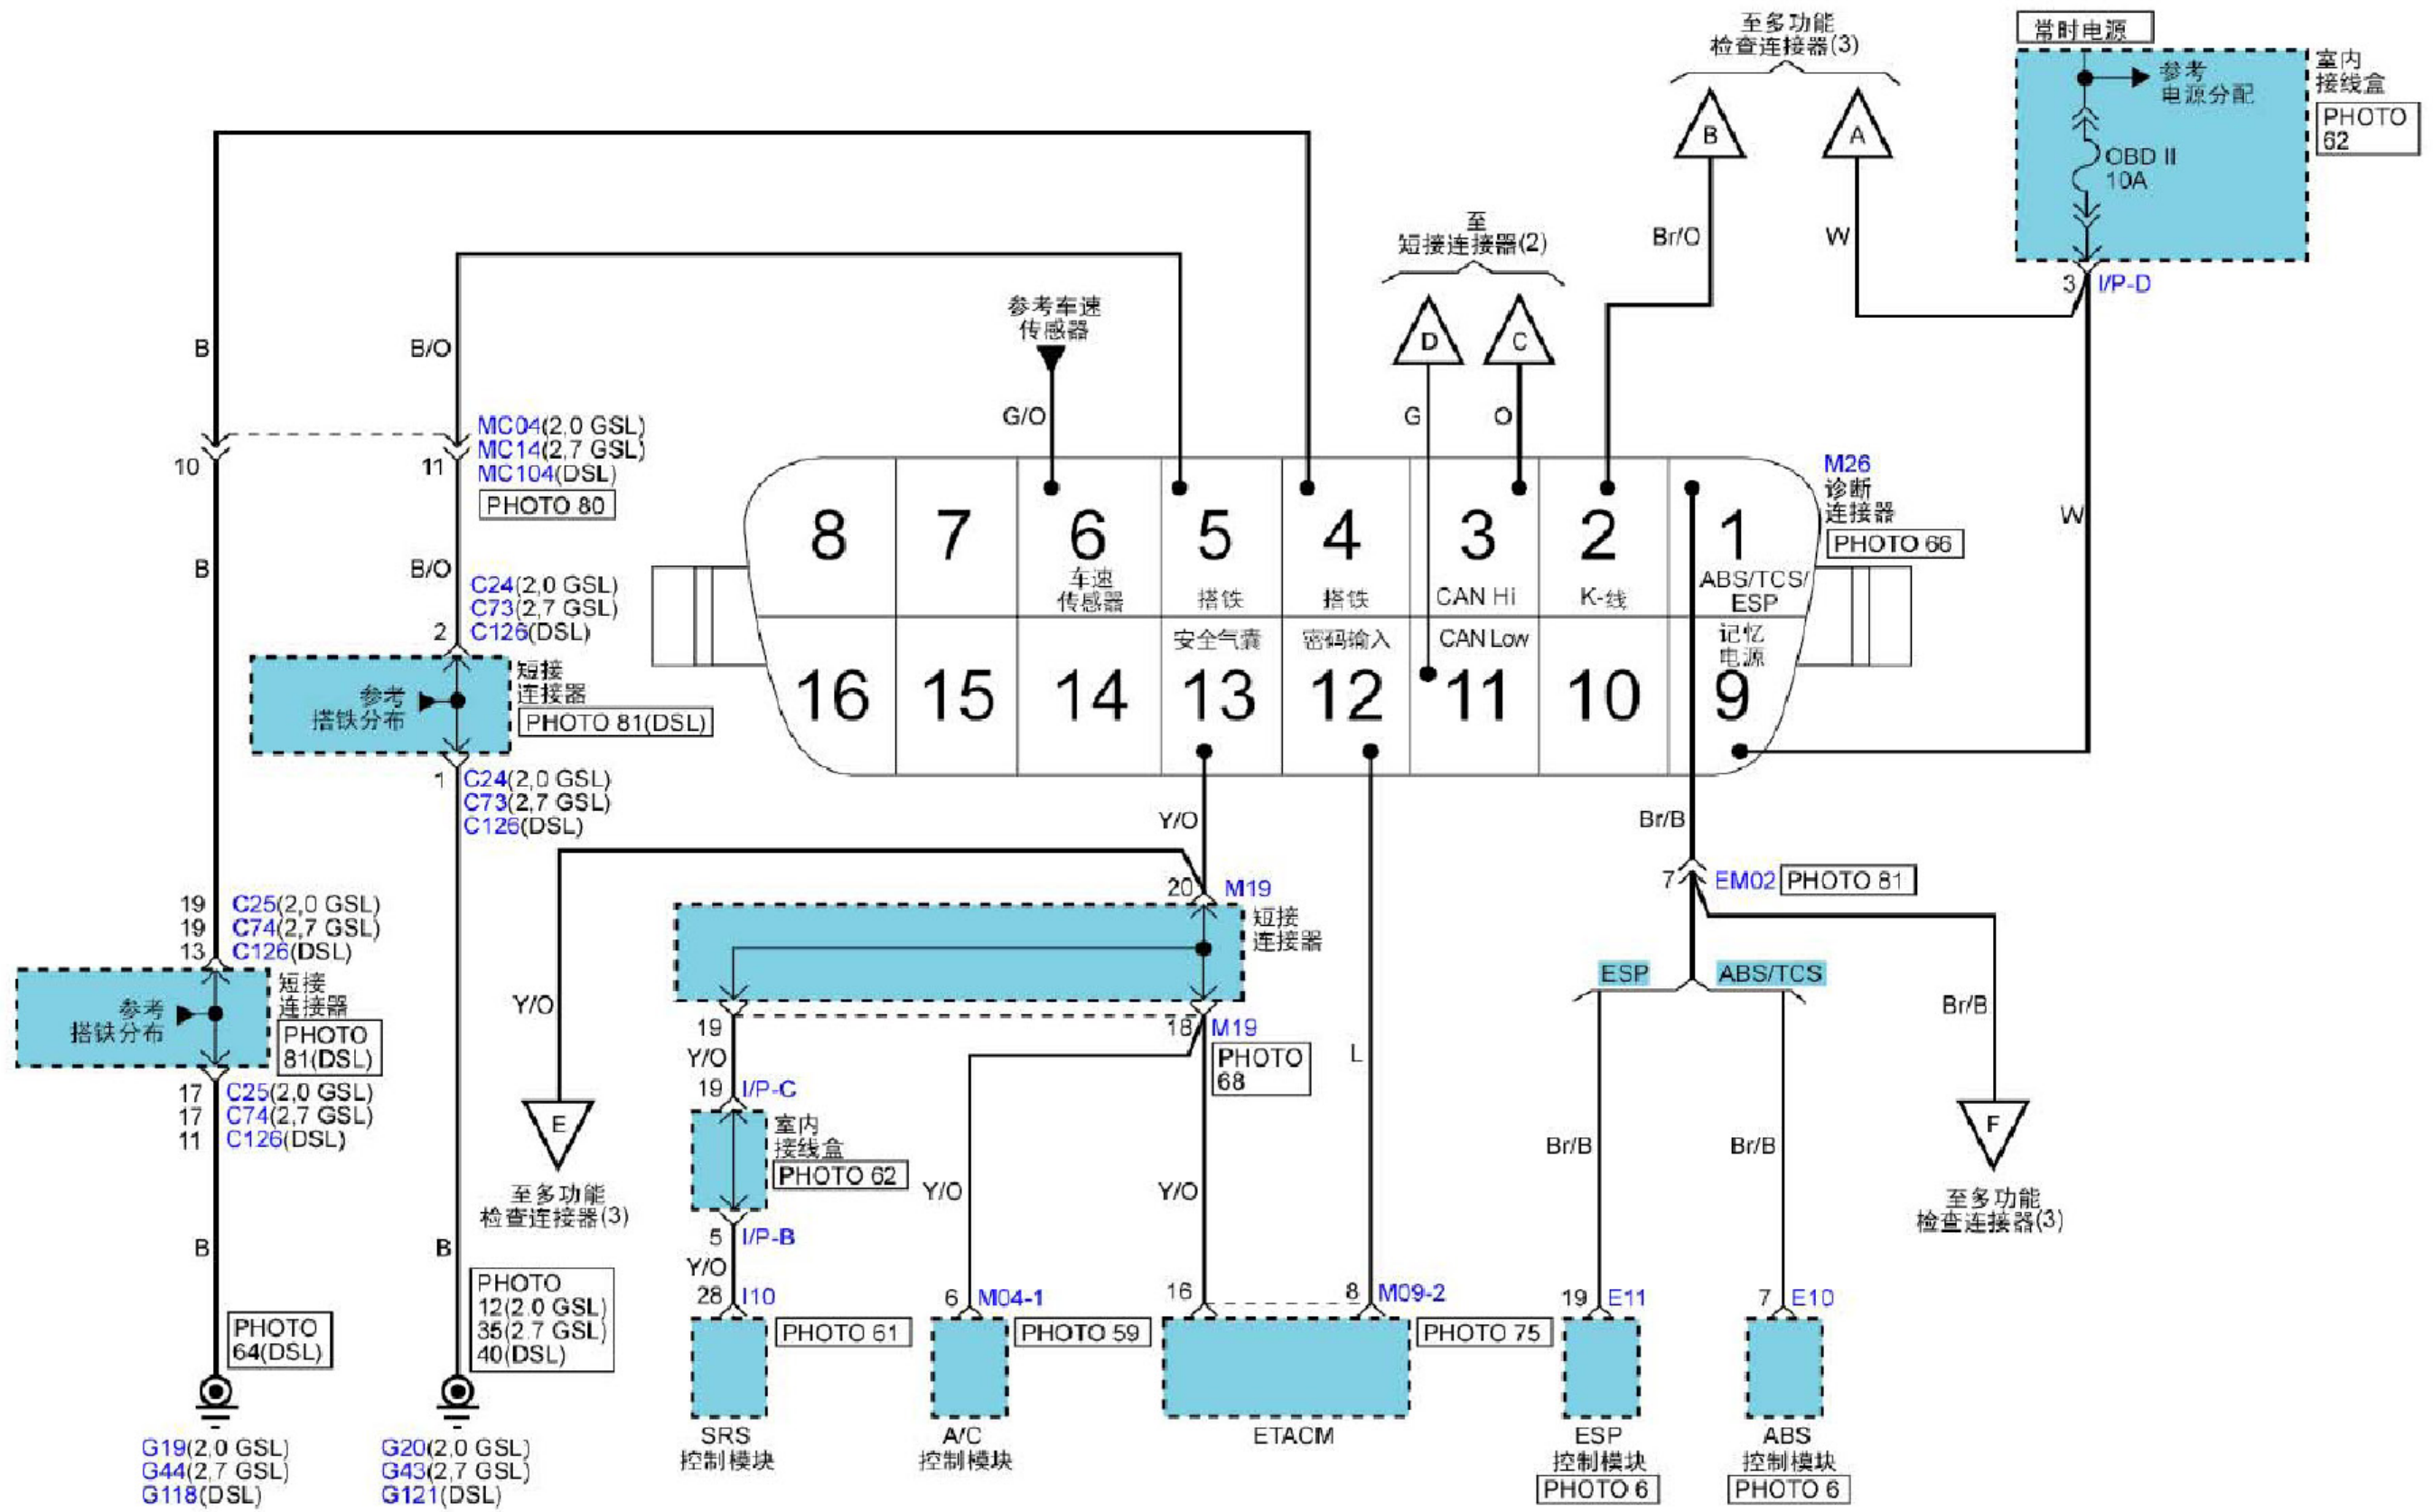 至多功能
检查连接器(3)
常时电源
室内
接线盒
PHOTO
62
参考
电源分配
OBD II
10A
B
A
Br/O
W
3
I/P-D
至
短接连接器(2)
D
C
G
O
参考车速
传感器
G/O
B
B/O
10
11
MC04(2,0 GSL)
MC14(2,7 GSL)
MC104(DSL)
PHOTO 80
B
B/O
C24(2,0 GSL)
C73(2,7 GSL)
2
C126(DSL)
参考
搭铁分布
短接
连接器
PHOTO 81(DSL)
1
C24(2,0 GSL)
C73(2,7 GSL)
C126(DSL)
M26
诊断
连接器
PHOTO 66
W
8
7
6
车速
传感器
5
搭铁
4
搭铁
3
CAN Hi
2
K-线
1
ABS/TCS/
ESP
16
15
14
安全气囊
13
密码输入
12
CAN Low
11
10
记忆
电源
9
Y/O
Br/B
20
M19
7
EM02
PHOTO 81
短接
连接器
ESP
ABS/TCS
Br/B
19
C25(2,0 GSL)
19
C74(2,7 GSL)
13
C126(DSL)
参考
搭铁分布
短接
连接器
PHOTO
81(DSL)
17
C25(2,0 GSL)
17
C74(2,7 GSL)
11
C126(DSL)
Y/O
E
至多功能
检查连接器(3)
19
Y/O
19
I/P-C
室内
接线盒
PHOTO 62
5
I/P-B
Y/O
28
I10
18
M19
PHOTO
68
L
Y/O
Y/O
Br/B
Br/B
F
至多功能
检查连接器(3)
B
B
PHOTO
64(DSL)
PHOTO
12(2.0 GSL)
35(2.7 GSL)
40(DSL)
PHOTO 61
6
M04-1
PHOTO 59
16
8
M09-2
PHOTO 75
19
E11
7
E10
G19(2,0 GSL)
G44(2,7 GSL)
G118(DSL)
G20(2,0 GSL)
G43(2,7 GSL)
G121(DSL)
SRS
控制模块
A/C
控制模块
ETACM
ESP
控制模块
PHOTO 6
ABS
控制模块
PHOTO 6